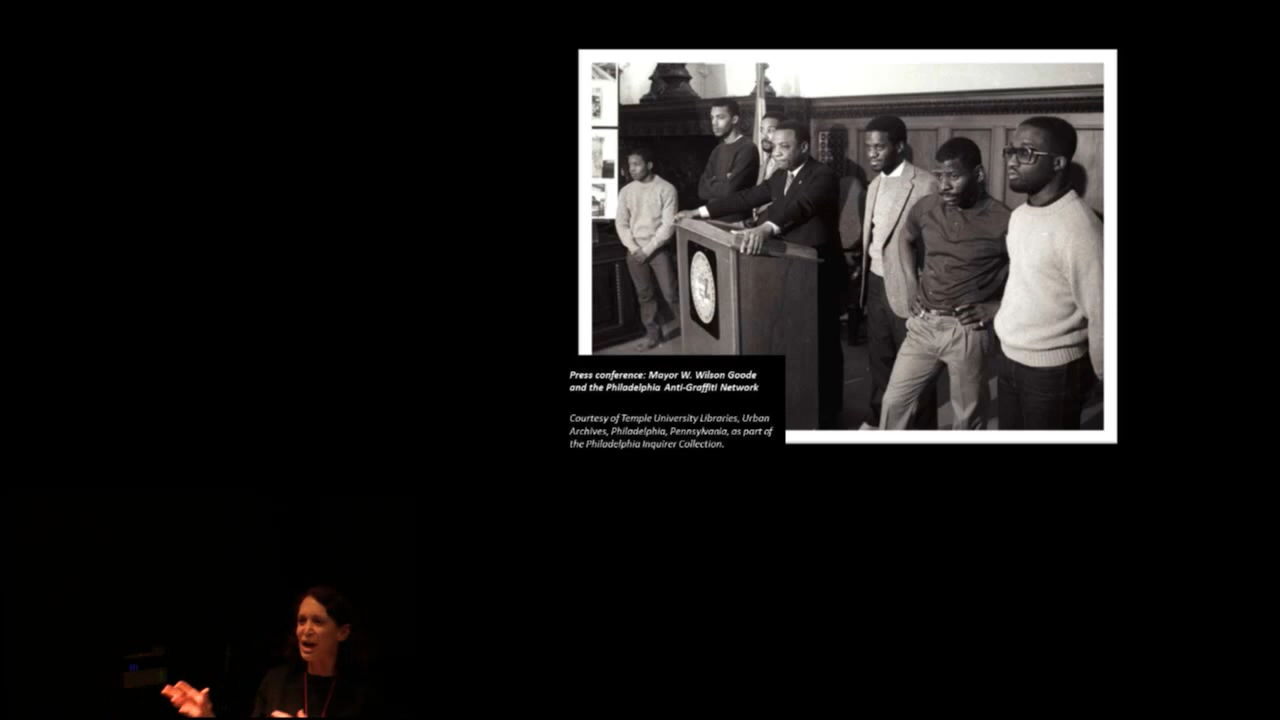 Press conference: Mayor W. Wilson Goode
and the Philadelphia Anti-Graffiti Network
Courtesy of Temple University Libraries, Urban
Archives, Philadelphia, Pennsylvania, as part of
the Philadelphia Inquirer Collection.